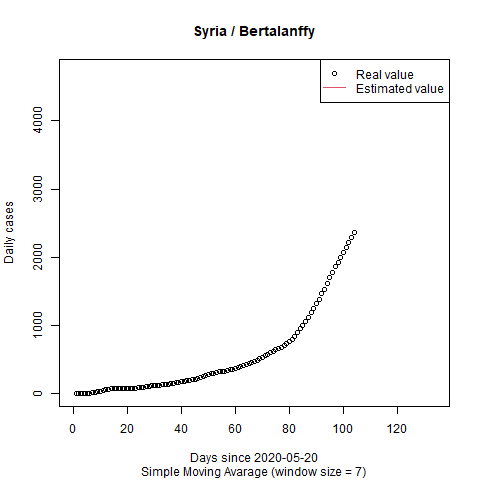 Syria / Bertalanffy
Real value
Estimated value
Daily cases
0
1000
2000
3000
4000
0 20 40 60 80 100 120
Days since 2020-05-20
Simple Moving Avarage (window size = 7)